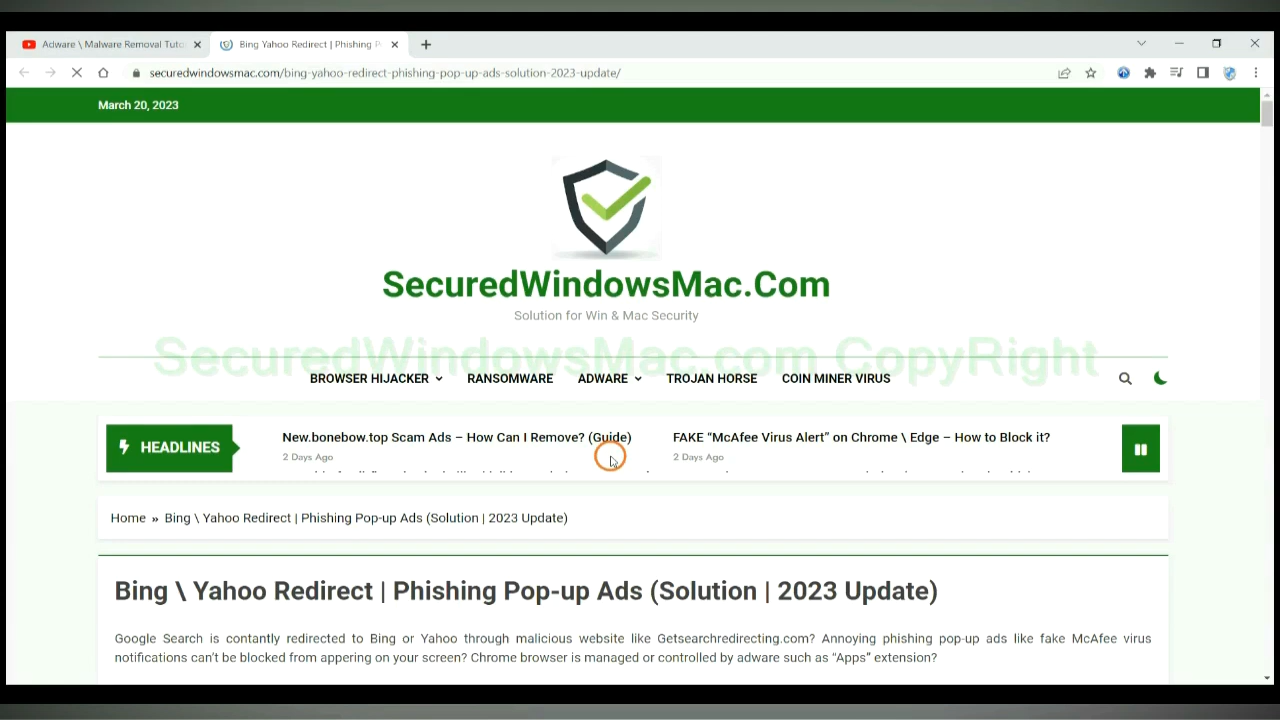 Adware \ Malware Removal Tuto
Bing Yahoo Redirect | Phishing P
securedwindowsmac.com/bing-yahoo-redirect-phishing-pop-up-ads-solution-2023-update/
March 20, 2023
SecuredWindowsMac.Com
Solution for Win & Mac Security
SecuredWindowsMac.com CopyRight
BROWSER HIJACKER RANSOMWARE ADWARE TROJAN HORSE COIN MINER VIRUS
HEADLINES
New.bonebow.top Scam Ads – How Can I Remove? (Guide)
2 Days Ago
FAKE “McAfee Virus Alert” on Chrome \ Edge – How to Block it?
2 Days Ago
Home » Bing \ Yahoo Redirect | Phishing Pop-up Ads (Solution | 2023 Update)
Bing \ Yahoo Redirect | Phishing Pop-up Ads (Solution | 2023 Update)
Google Search is contantly redirected to Bing or Yahoo through malicious website like Getsearchredirecting.com? Annoying phishing pop-up ads like fake McAfee virus
notifications can’t be blocked from appering on your screen? Chrome browser is managed or controlled by adware such as “Apps” extension?